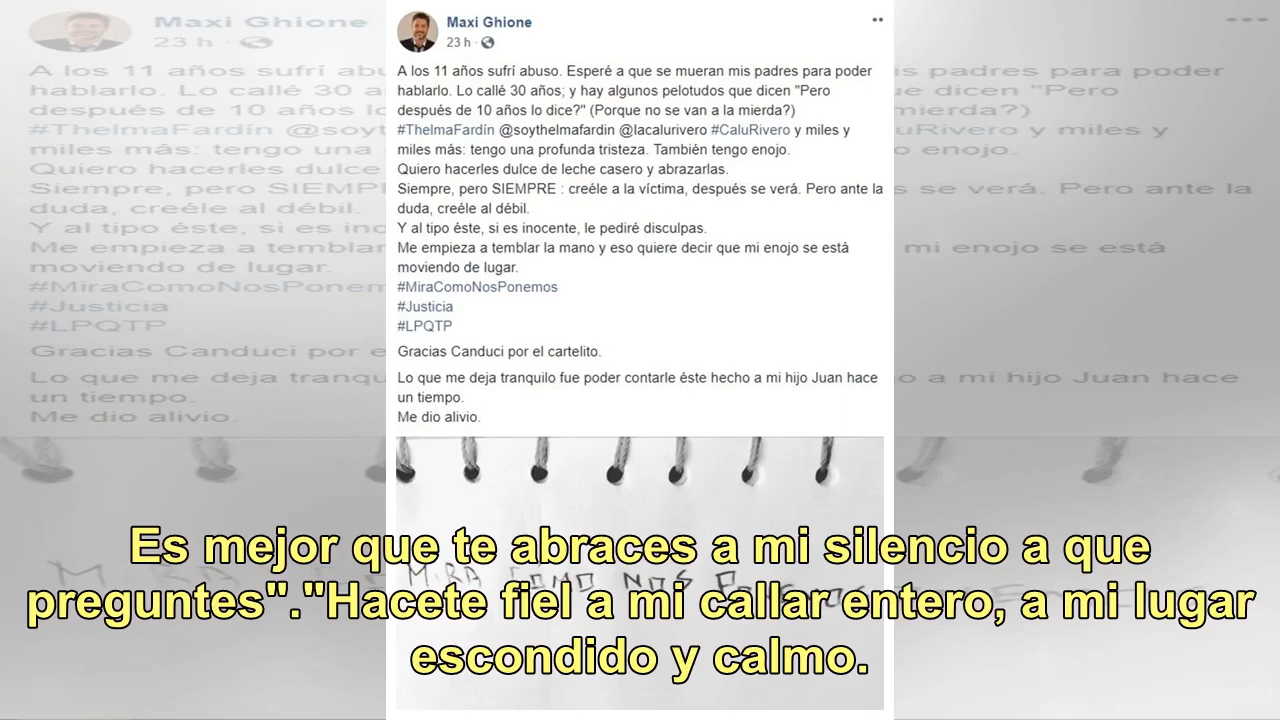 Maxi Ghione
23 h ·
A los 11 años sufrí abuso. Esperé a que se mueran mis padres para poder
hablarlo. Lo callé 30 años; y hay algunos pelotudos que dicen "Pero
después de 10 años lo dice?" (Porque no se van a la mierda?)
#ThelmaFardín @soythelmafardin @lacalurivero #CaluRivero y miles y
miles más: tengo una profunda tristeza. También tengo enojo.
Quiero hacerles dulce de leche casero y abrazarlas.
Siempre, pero SIEMPRE : creéle a la víctima, después se verá. Pero ante la
duda, creéle al débil.
Y al tipo éste, si es inocente, le pediré disculpas.
Me empieza a temblar la mano y eso quiere decir que mi enojo se está
moviendo de lugar.
#MiraComoNosPonemos
#Justicia
#LPQTP
Gracias Canduci por el cartelito.
Lo que me deja tranquilo fue poder contarle éste hecho a mi hijo Juan hace
un tiempo.
Me dio alivio.
MIRA COMO NOS PONEMOS
Es mejor que te abraces a mi silencio a que
preguntes"."Hacete fiel a mi callar entero, a mi lugar
escondido y calmo.